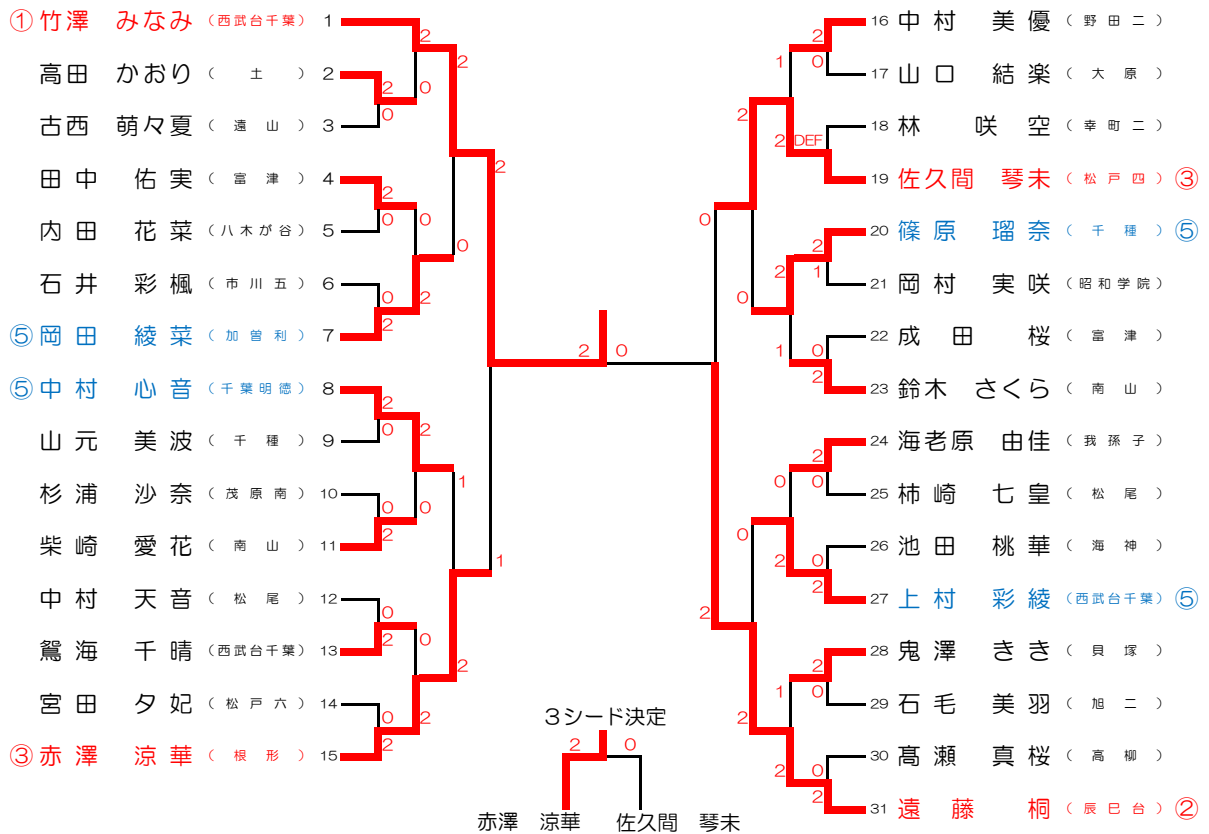 ①竹澤 みなみ（西武台千葉）1
高田 かおり（土）2
古西 萌々夏（遠山）3
田中 佑実（富津）4
内田 花菜（八木が谷）5
石井 彩楓（市川五）6
⑤岡田 綾菜（加曽利）7
⑤中村 心音（千葉明徳）8
山元 美波（千種）9
杉浦 沙奈（茂原南）10
柴崎 愛花（南山）11
中村 天音（松尾）12
鴛海 千晴（西武台千葉）13
宮田 夕妃（松戸六）14
③赤澤 涼華（根形）15
2
2
0
2
0
2
2
0
0
0
0
2
2
2
2
0
1
0
0
2
1
0
0
2
2
0
2
2
2 0
16 中村 美優（野田二）
17 山口 結楽（大原）
18 林 咲空（幸町二）
19 佐久間 琴未（松戸四）③
20 篠原 瑠奈（千種）⑤
21 岡村 実咲（昭和学院）
22 成田 桜（富津）
23 鈴木 さくら（南山）
24 海老原 由佳（我孫子）
25 柿崎 七皇（松尾）
26 池田 桃華（海神）
27 上村 彩綾（西武台千葉）⑤
28 鬼澤 きき（貝塚）
29 石毛 美羽（旭二）
30 髙瀬 真桜（高柳）
31 遠藤 桐（辰巳台）②
2
1 0
2
2 DEF
0
2
2 1
0
1 0
2
2
0 0
0
2 0
2
2
2
1 0
2
2 0
2
3シード決定
2 0
赤澤 涼華 佐久間 琴未